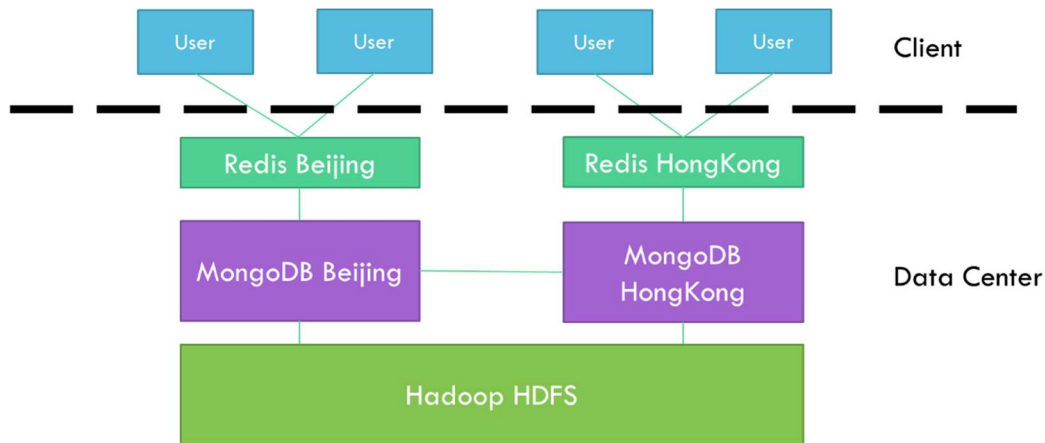 User
User
User
User
Client
Redis Beijing
Redis HongKong
MongoDB Beijing
MongoDB
HongKong
Data Center
Hadoop HDFS